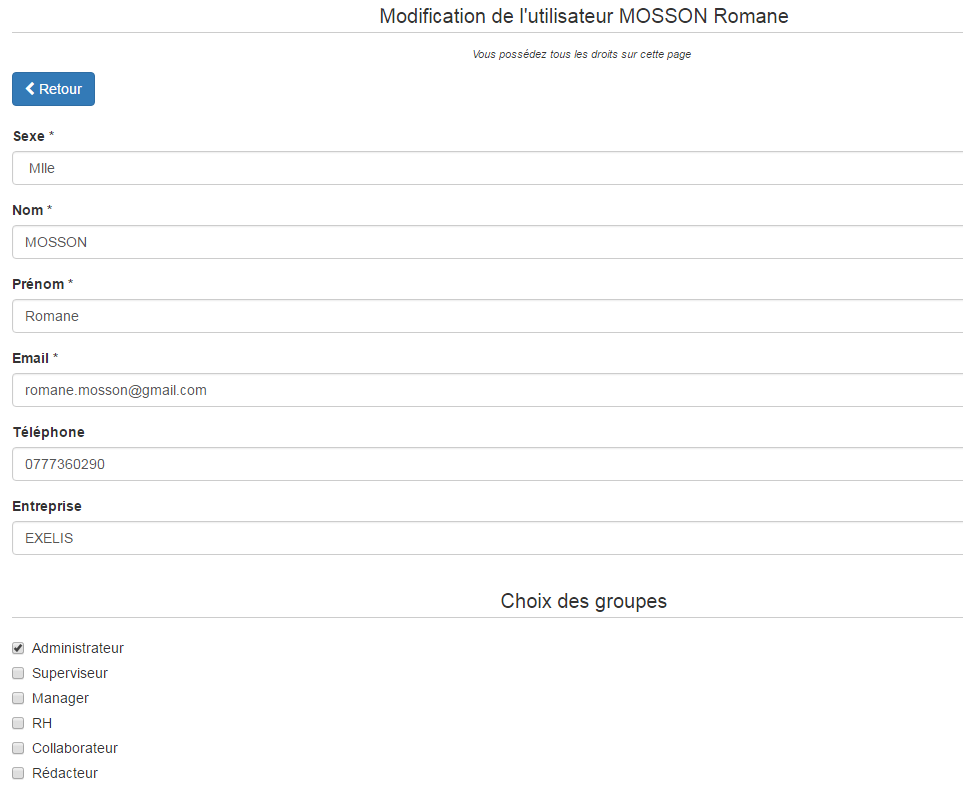 Modification de l'utilisateur MOSSON Romane
Vous possédez tous les droits sur cette page
Retour
Sexe *
Mlle
Nom *
MOSSON
Prénom *
Romane
Email *
romane.mosson@gmail.com
Téléphone
0777360290
Entreprise
EXELIS
Choix des groupes
Administrateur
Superviseur
Manager
RH
Collaborateur
Rédacteur